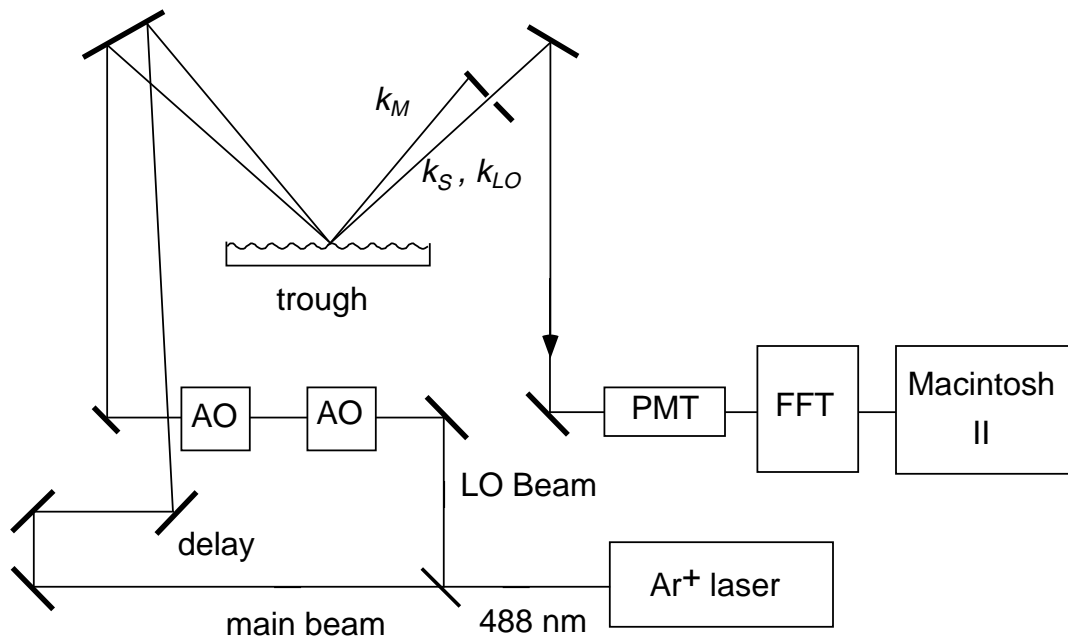 k_M
k_S , k_LO
trough
AO
AO
PMT
FFT
Macintosh
II
LO Beam
delay
Ar+ laser
main beam
488 nm